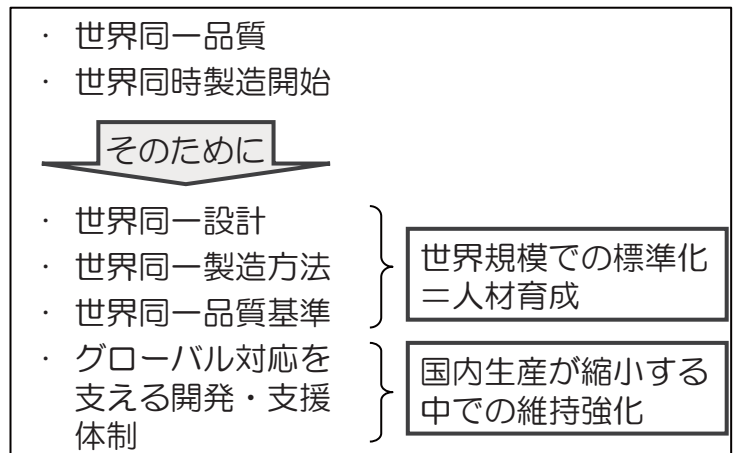 ・ 世界同一品質
・ 世界同時製造開始
そのために
・ 世界同一設計
・ 世界同一製造方法
・ 世界同一品質基準
世界規模での標準化
＝人材育成
・ グローバル対応を
支える開発・支援
体制
国内生産が縮小する
中での維持強化